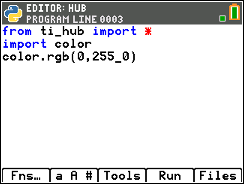 EDITOR: HUB
PROGRAM LINE 0003
from ti_hub import *
import color
color.rgb(0,255_0)
Fns… a A # Tools Run Files